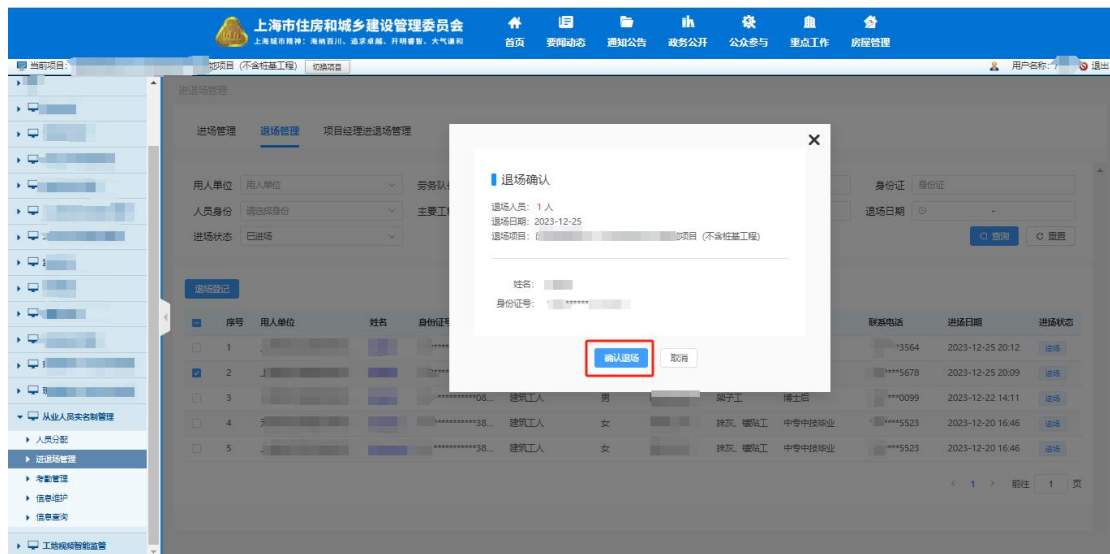 上海市住房和城乡建设管理委员会
上海城市精神：海纳百川、追求卓越、开明睿智、大气谦和
首页 要闻动态 通知公告 政务公开 公众参与 重点工作 房屋管理
当前项目： 项目 (不含桩基工程) 切换项目 用户名称: 退出
进退场管理
进场管理 退场管理 项目经理进退场管理
用人单位 用人单位 身份证 身份证
人员身份 请选择身份 主要工 退场日期 -
进场状态 已进场 查询 重置
退场登记
退场确认
退场人员: 1 人
退场日期: 2023-12-25
退场项目: 项目 (不含桩基工程)
姓名:
身份证号: ******
确认退场 取消
序号 用人单位 姓名 身份证号 联系电话 进场日期 进场状态
1 *3564 2023-12-25 20:12 进场
2 ****5678 2023-12-25 20:09 进场
3 **********08... 建筑工人 男 架子工 博士后 ***0099 2023-12-22 14:11 进场
4 **********38... 建筑工人 女 抹灰、镶贴工 中专中技毕业 ****5523 2023-12-20 16:46 进场
5 **********38... 建筑工人 女 抹灰、镶贴工 中专中技毕业 ***5523 2023-12-20 16:46 进场
< 1 > 前往 1 页
从业人员实名制管理
人员分配
进退场管理
考勤管理
信息维护
信息查询
工地视频智能监管